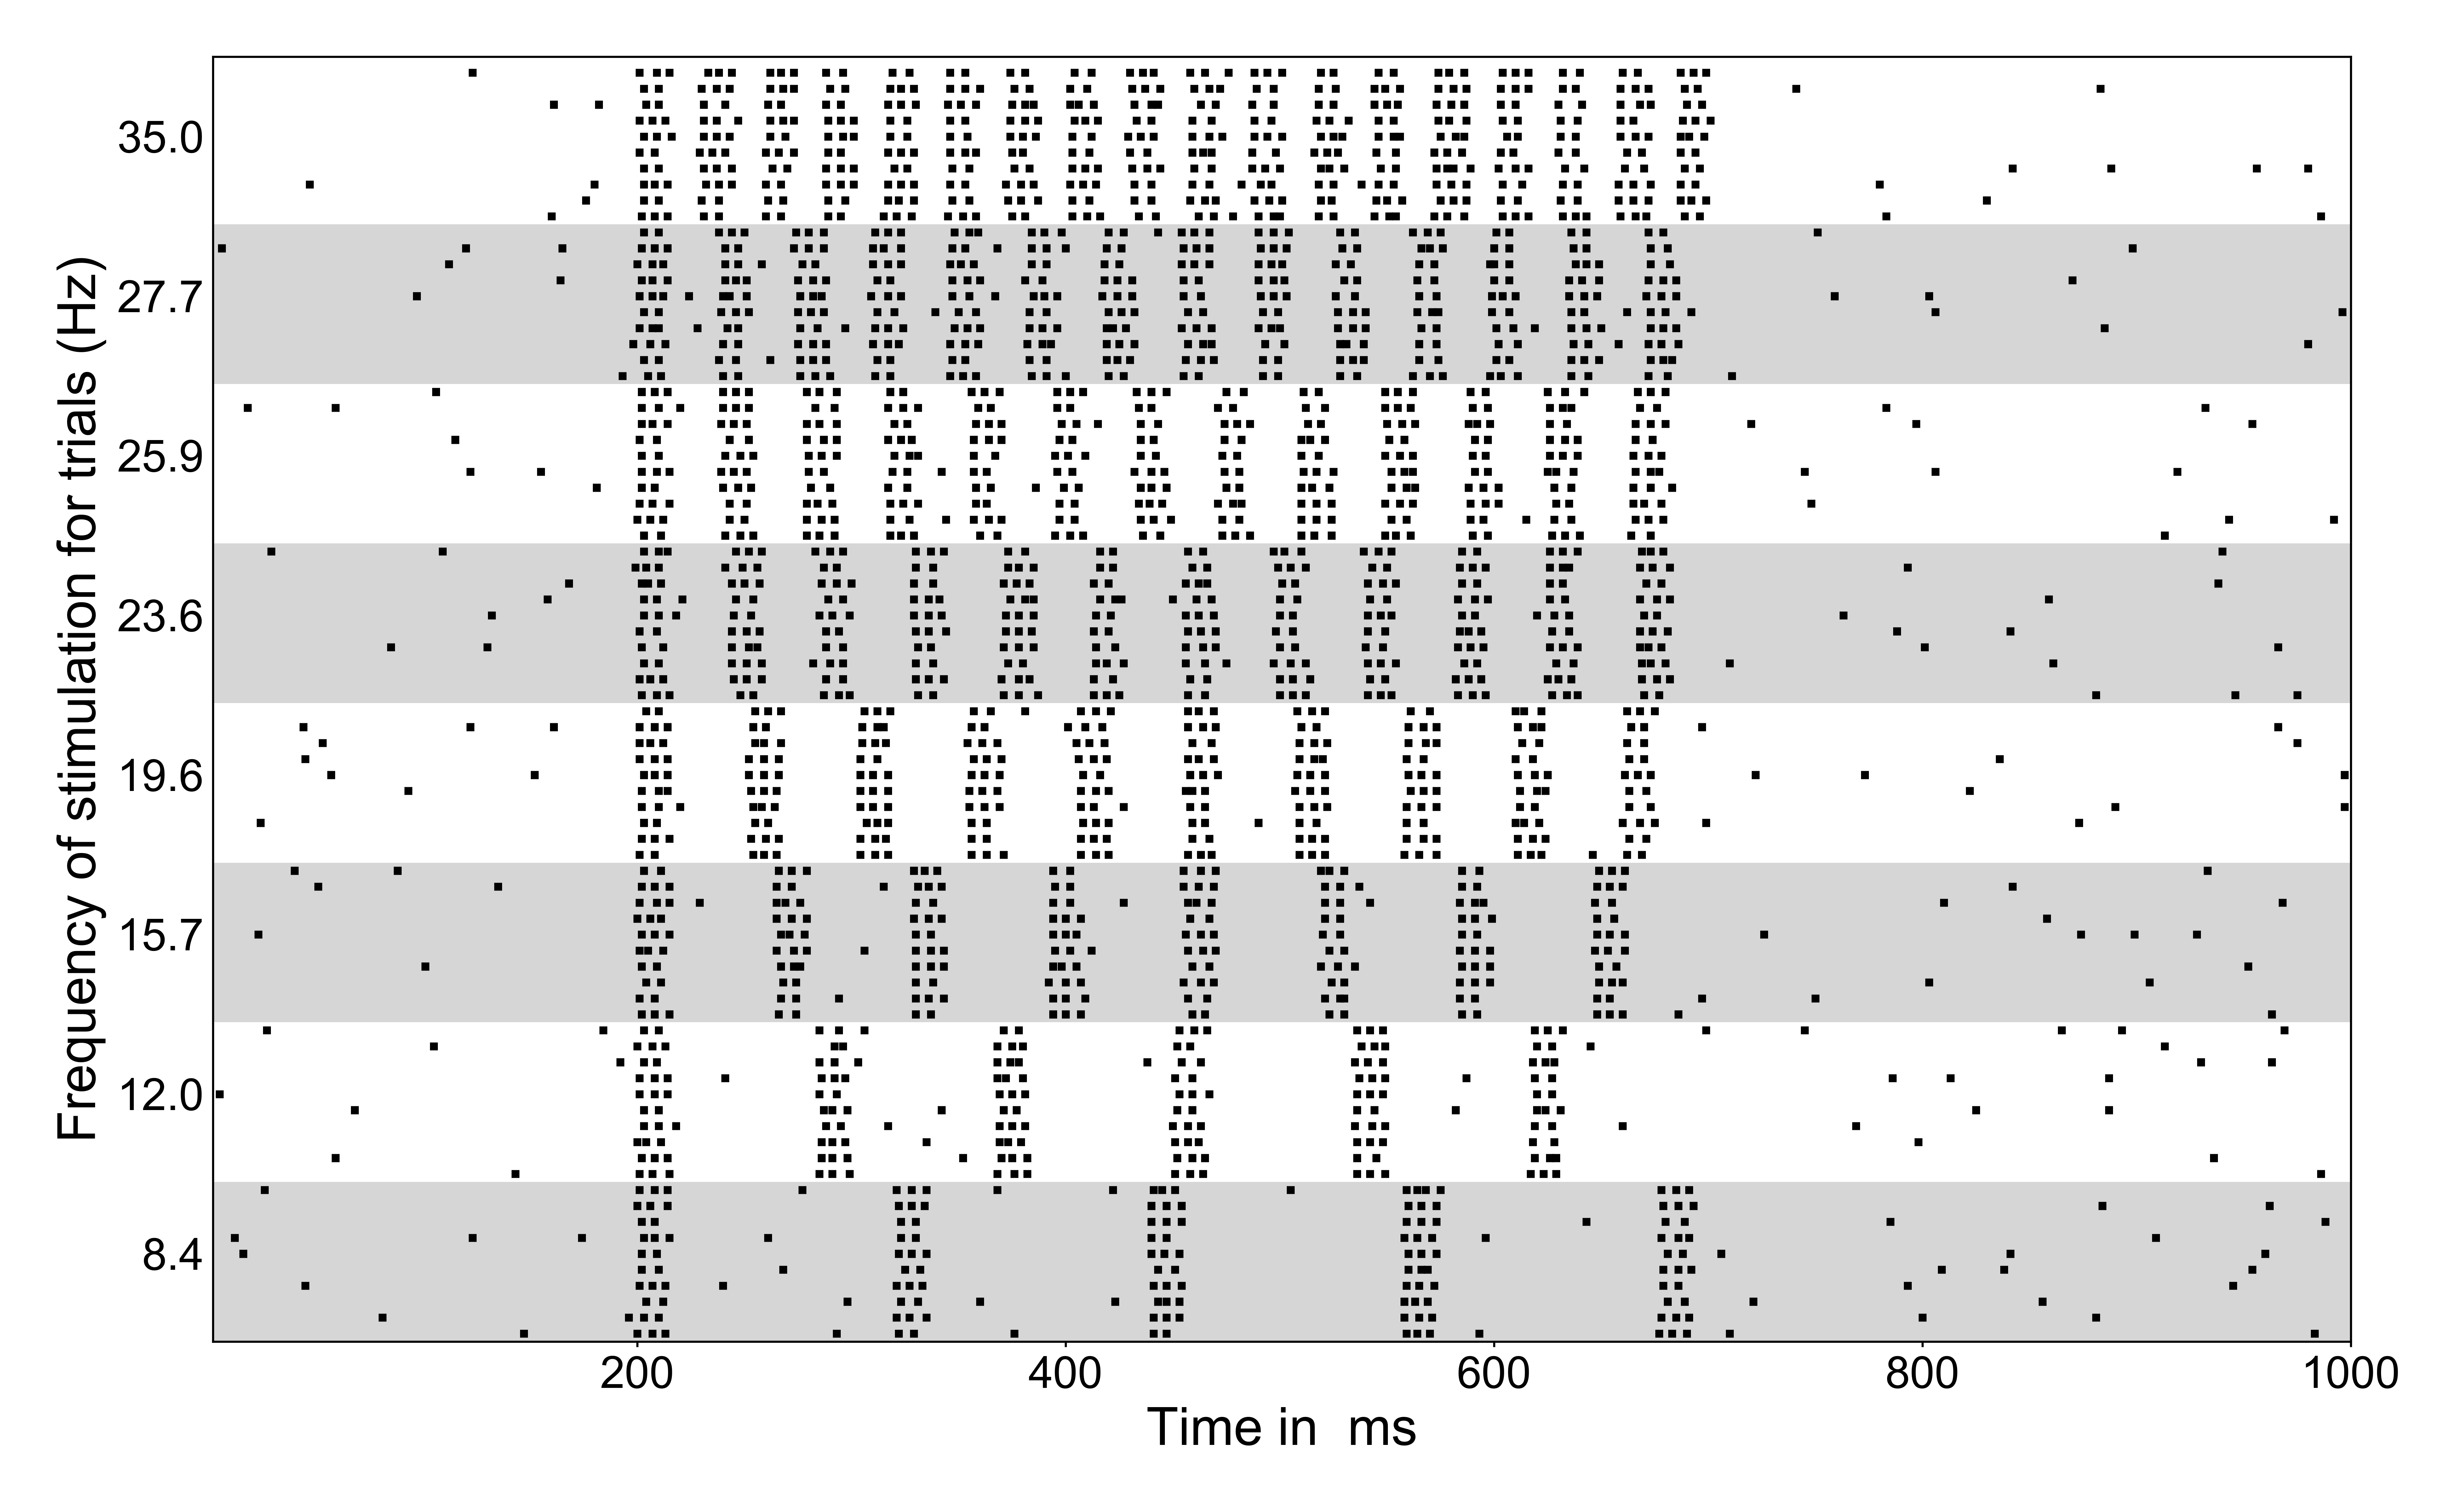 Frequency of stimulation for trials (Hz)
35.0
27.7
25.9
23.6
19.6
15.7
12.0
8.4
200 400 600 800 1000
Time in  ms